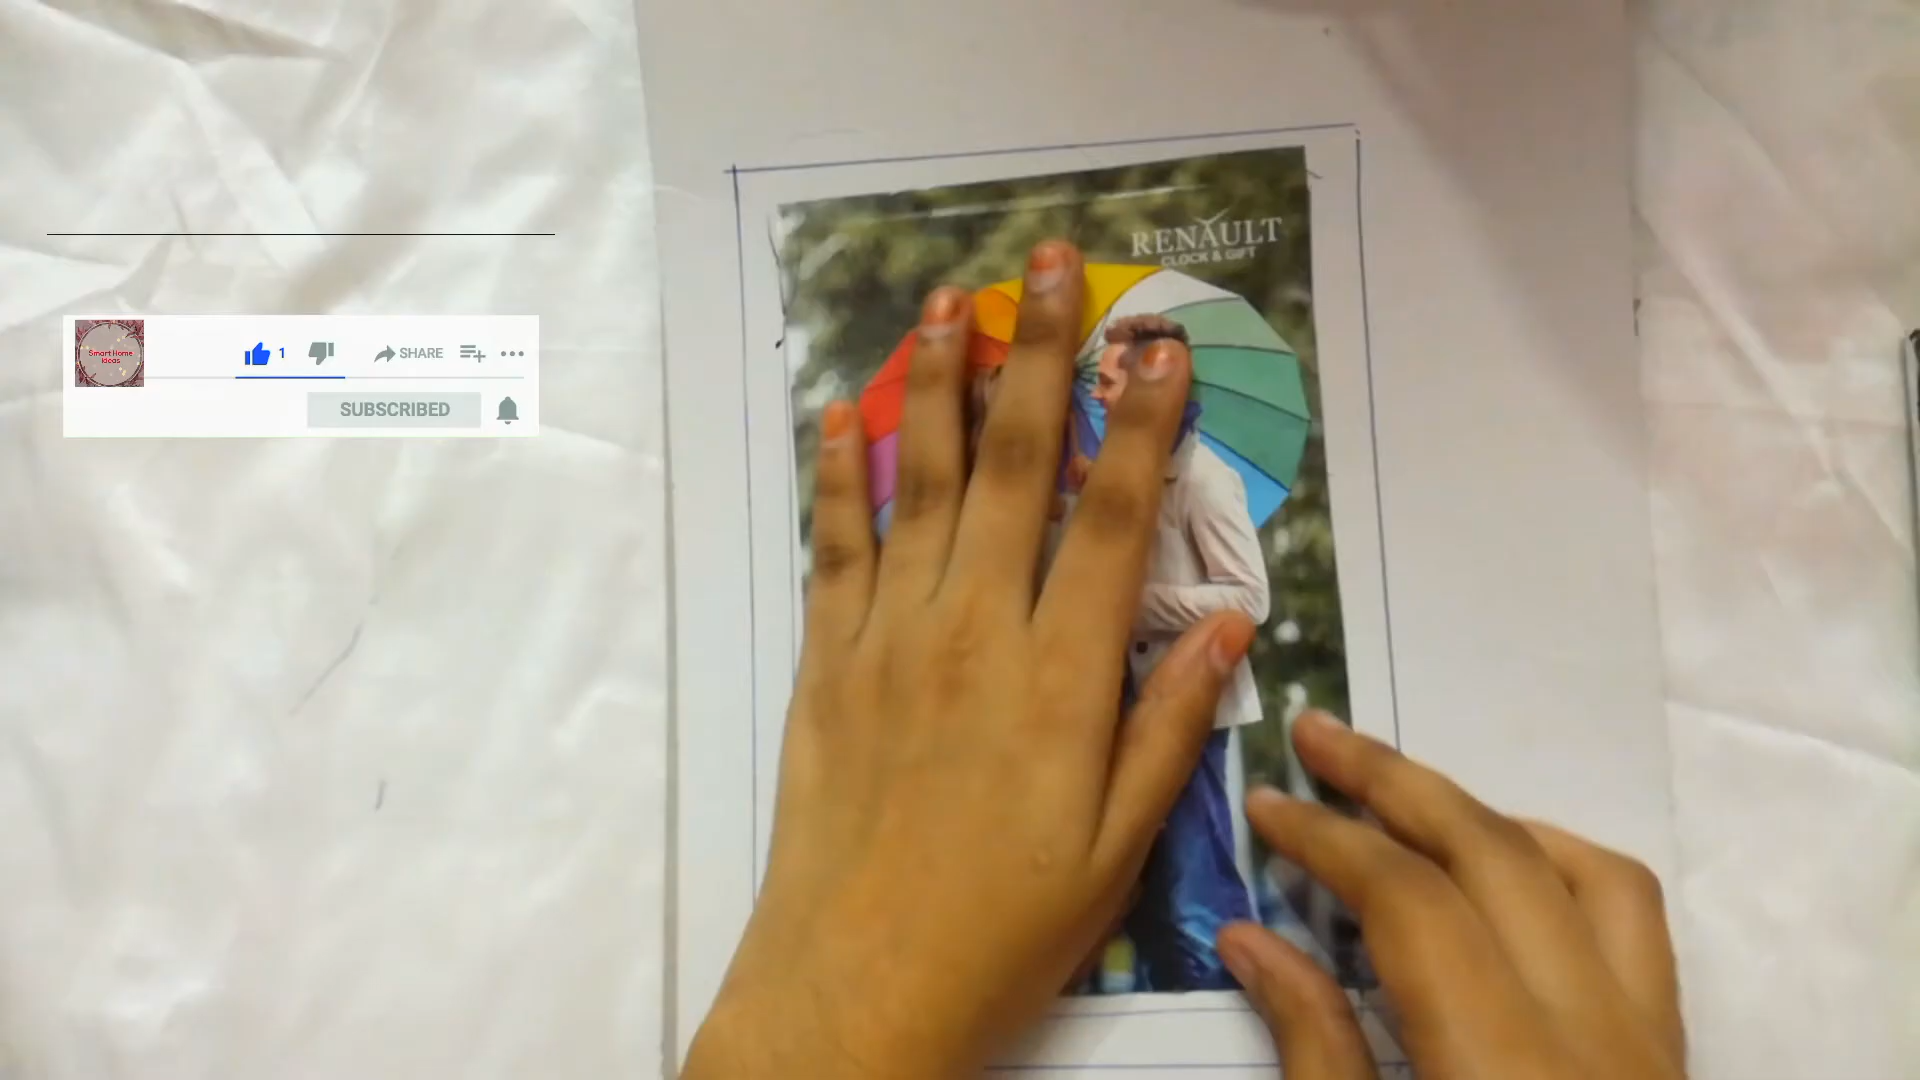 RENAULT
CLOCK & GIFT
Smart Home
Ideas
1
SHARE
SUBSCRIBED